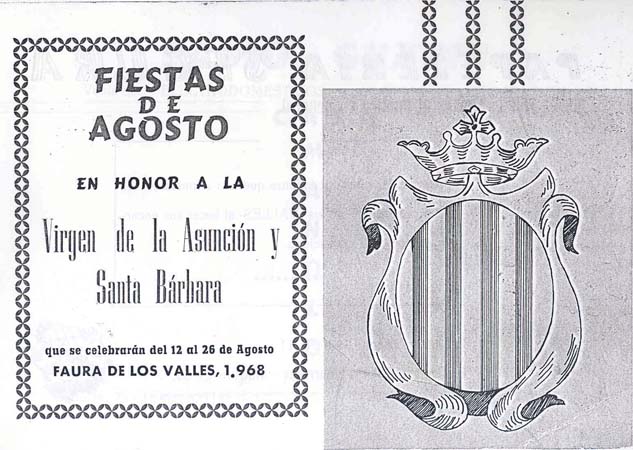 FIESTAS
DE
AGOSTO
EN HONOR A LA
Virgen de la Asunción y
Santa Bárbara
que se celebrarán del 12 al 26 de Agosto
FAURA DE LOS VALLES, 1.968